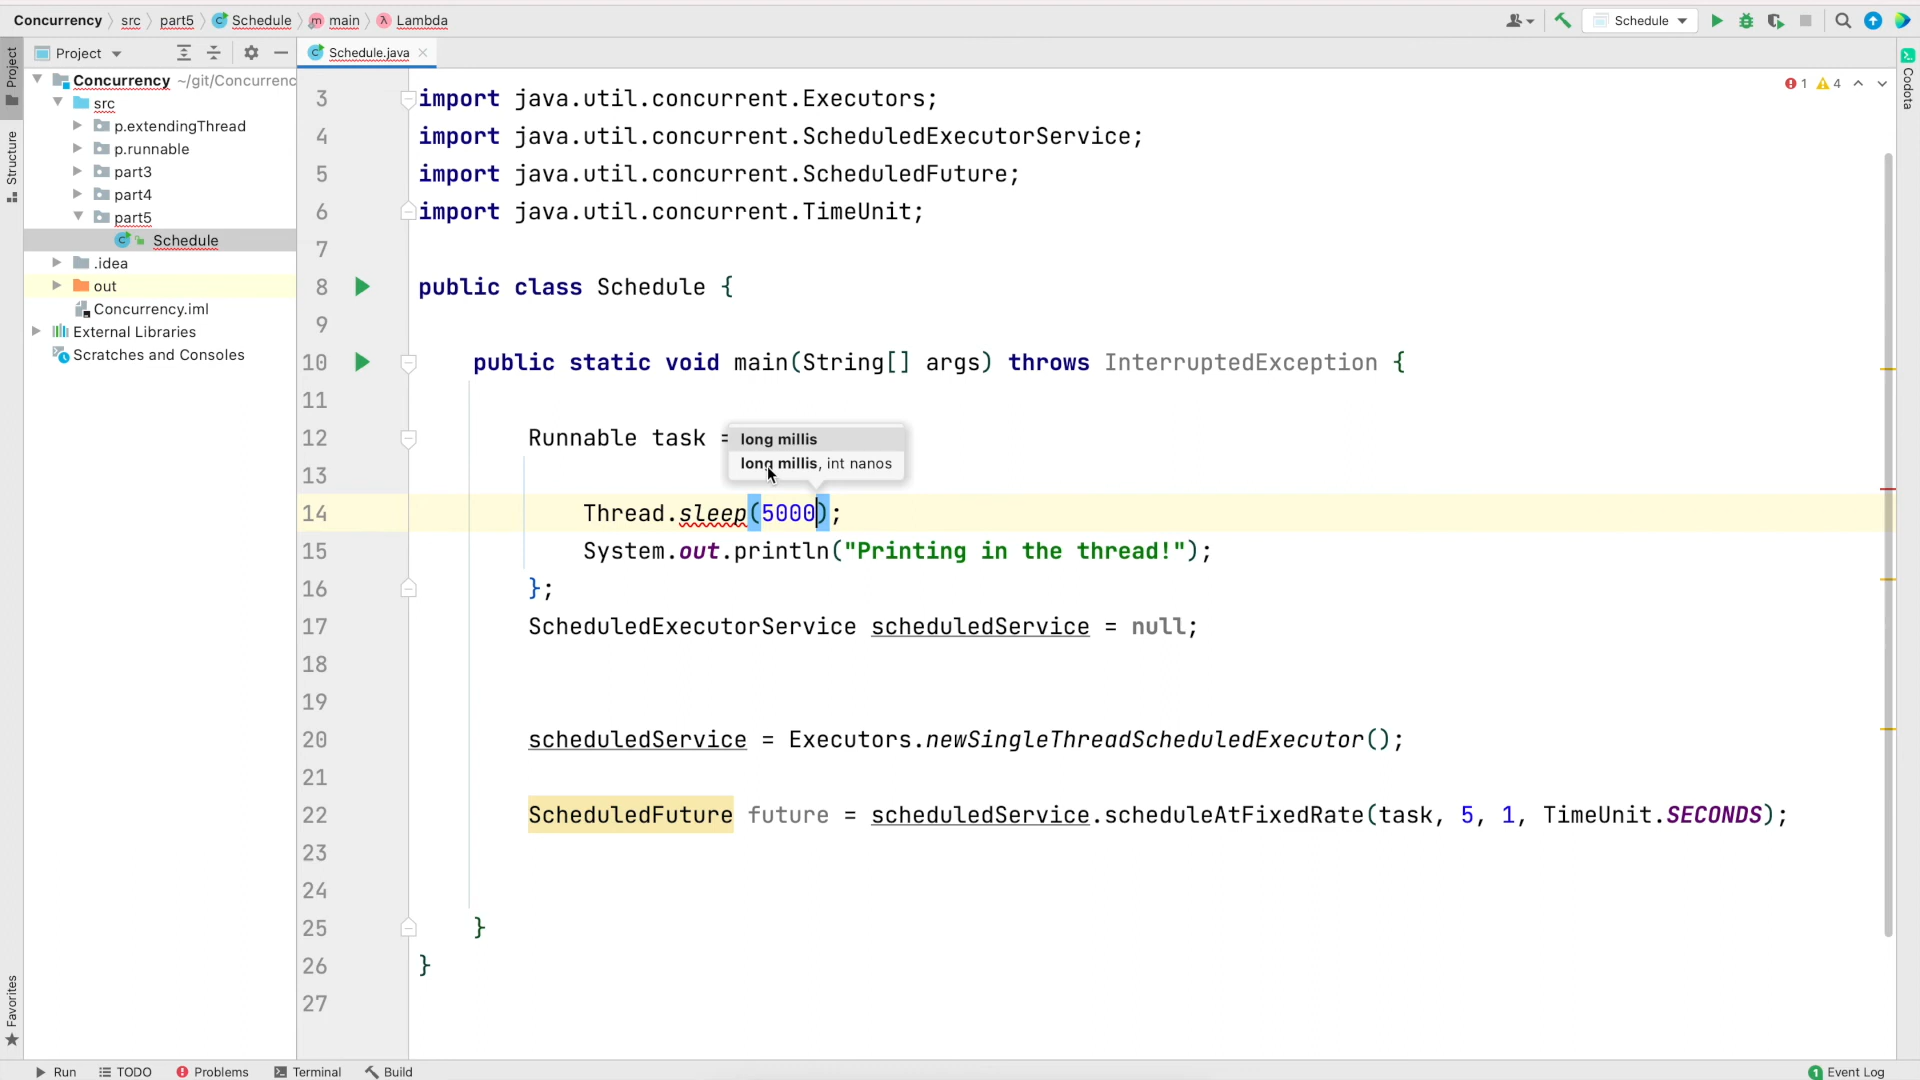 Concurrency src part5 Schedule main Lambda
Schedule
Project
Schedule.java
Project
Structure
Favorites
Codota
Concurrency ~/git/Concurrenc
src
p.extendingThread
p.runnable
part3
part4
part5
Schedule
.idea
out
Concurrency.iml
External Libraries
Scratches and Consoles
1 4
3 import java.util.concurrent.Executors;
4 import java.util.concurrent.ScheduledExecutorService;
5 import java.util.concurrent.ScheduledFuture;
6 import java.util.concurrent.TimeUnit;
7
8 public class Schedule {
9
10 public static void main(String[] args) throws InterruptedException {
11
12 Runnable task =
long millis
long millis, int nanos
13
14 Thread.sleep(5000);
15 System.out.println("Printing in the thread!");
16 };
17 ScheduledExecutorService scheduledService = null;
18
19
20 scheduledService = Executors.newSingleThreadScheduledExecutor();
21
22 ScheduledFuture future = scheduledService.scheduleAtFixedRate(task, 5, 1, TimeUnit.SECONDS);
23
24
25 }
26 }
27
Run TODO Problems Terminal Build
1 Event Log